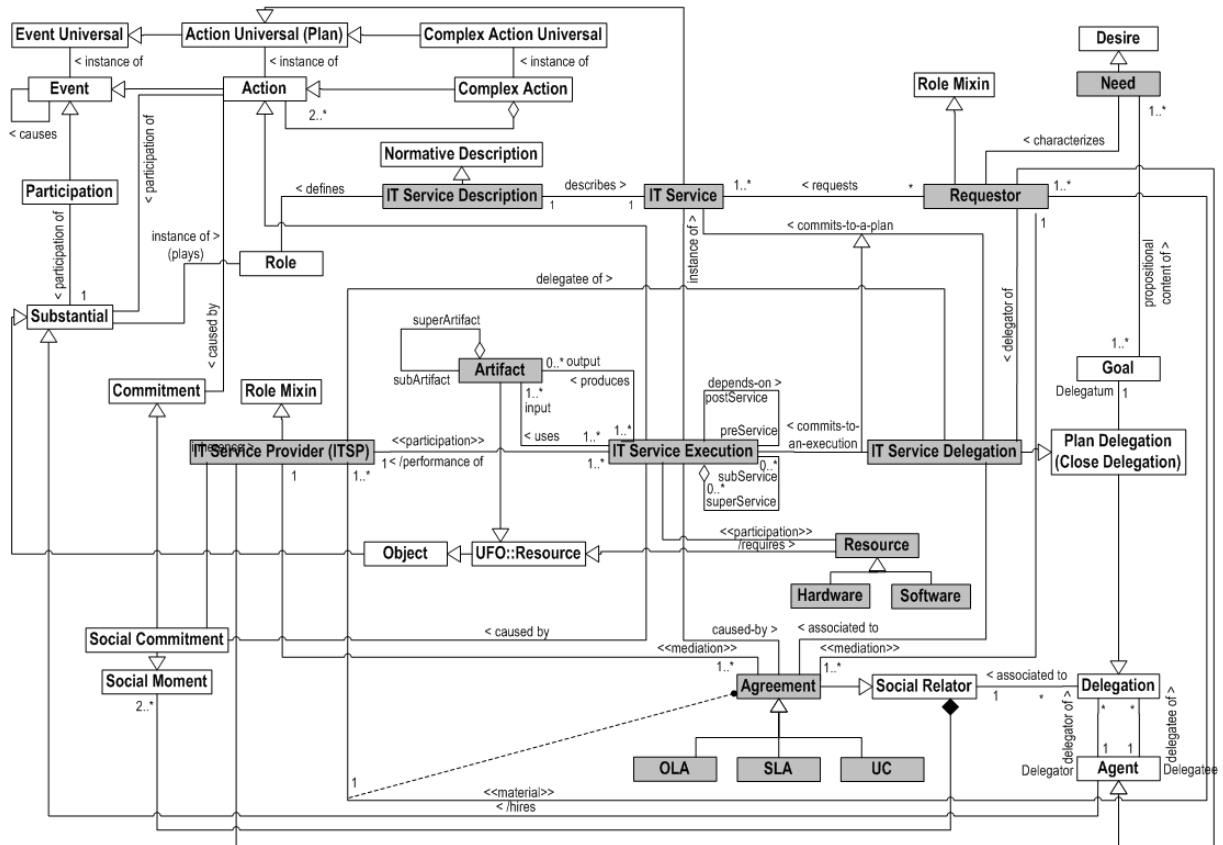 Event Universal
Action Universal (Plan)
Complex Action Universal
Desire
< instance of
< instance of
< instance of
Event
Action
Complex Action
Role Mixin
Need
2..*
1..*
< causes
< participation of
< characterizes
Normative Description
Participation
< defines
IT Service Description
describes >
IT Service
1..*
< requests
*
Requestor
1..*
1
1
1
< participation of
instance of >
(plays)
Role
instance of >
< commits-to-a-plan
propositional
content of >
1
delegatee of >
Substantial
< caused by
< delegator of
superArtifact
1..*
Artifact
0..*
output
Goal
subArtifact
< produces
depends-on >
postService
Delegatum
1
Commitment
Role Mixin
1..*
input
preService
< commits-to-
an-execution
inherence >
IT Service Provider (ITSP)
<<participation>>
< uses
1..*
1..*
IT Service Execution
IT Service Delegation
Plan Delegation
(Close Delegation)
1
< /performance of
1..*
0..*
1
1..*
subService
0..*
superService
<<participation>>
/requires >
Object
UFO::Resource
Resource
Hardware
Software
Social Commitment
< caused by
caused-by >
< associated to
<<mediation>>
<<mediation>>
Social Moment
1..*
1..*
< associated to
2..*
Agreement
Social Relator
1
*
Delegation
delegator of >
*
*
delegatee of >
OLA
SLA
UC
1
1
Delegator
Agent
Delegatee
1
<<material>>
< /hires